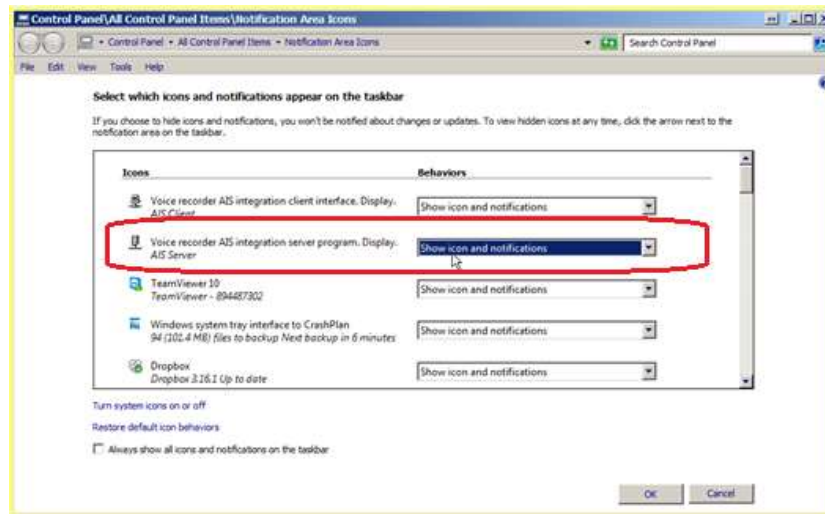 Control Panel\All Control Panel Items\Notification Area Icons
Control Panel • All Control Panel Items • Notification Area Icons
Search Control Panel
File Edit View Tools Help
Select which icons and notifications appear on the taskbar
If you choose to hide icons and notifications, you won't be notified about changes or updates. To view hidden icons at any time, click the arrow next to the
notification area on the taskbar.
Icons Behaviors
Voice recorder AIS integration client interface. Display.
AIS Client
Show icon and notifications
Voice recorder AIS integration server program. Display.
AIS Server
Show icon and notifications
TeamViewer 10
TeamViewer - 894487302
Show icon and notifications
Windows system tray interface to CrashPlan
94 (101.4 MB) files to backup Next backup in 6 minutes
Show icon and notifications
Dropbox
Dropbox 3.16.1 Up to date
Show icon and notifications
Turn system icons on or off
Restore default icon behaviors
Always show all icons and notifications on the taskbar
OK Cancel